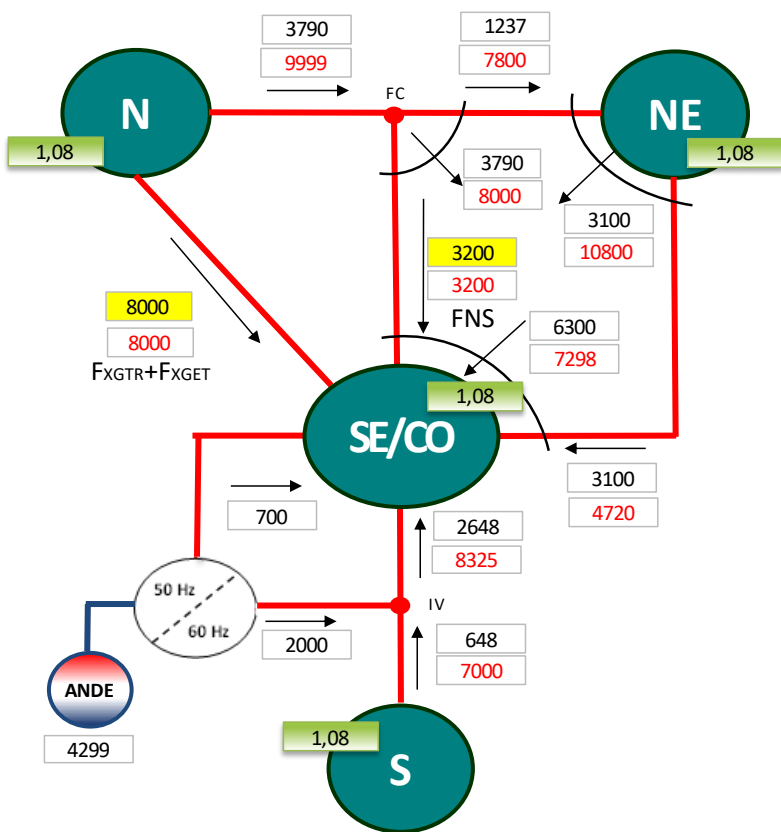 3790
9999
1237
7800
FC
N
NE
1,08
1,08
3790
8000
3100
10800
3200
3200
FNS
8000
8000
FXGTR+FXGET
6300
7298
1,08
SE/CO
3100
4720
700
2648
8325
50 Hz
60 Hz
IV
2000
648
7000
ANDE
4299
1,08
S